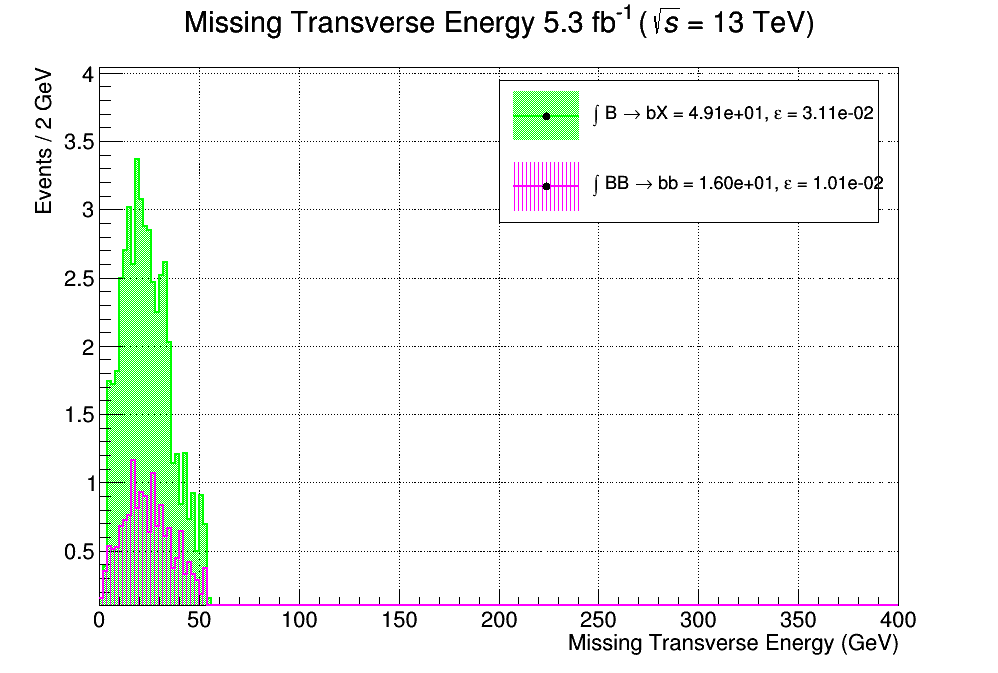 Missing Transverse Energy 5.3 fb⁻¹ (√s = 13 TeV)
Events / 2 GeV
4
3.5
3
2.5
2
1.5
1
0.5
∫ B → bX = 4.91e+01, ε = 3.11e-02
∫ BB → bb = 1.60e+01, ε = 1.01e-02
0 50 100 150 200 250 300 350 400
Missing Transverse Energy (GeV)